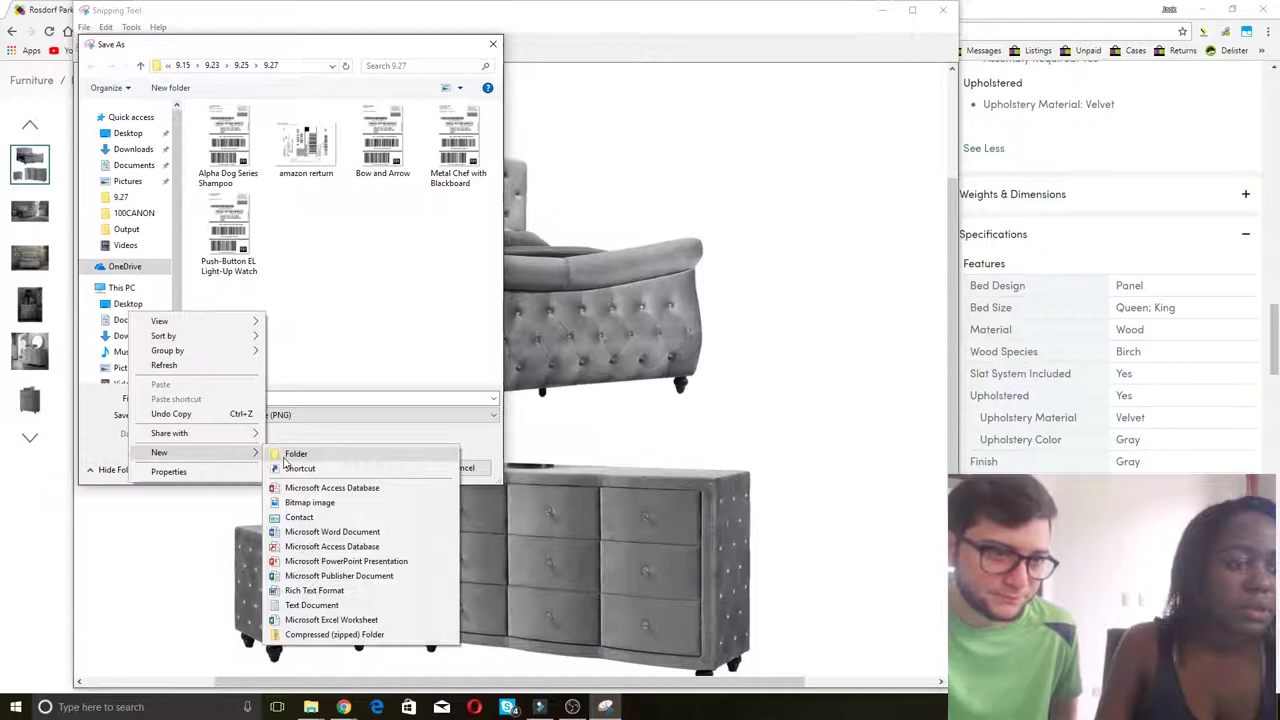 Rosdorf Park
Snipping Tool
Jests
File Edit Tools Help
Apps
Messages Listings Unpaid Cases Returns Delister
Save As
« 9.15 > 9.23 > 9.25 > 9.27
Search 9.27
Furniture /
Organize New folder
Quick access
Desktop
Downloads
Documents
Pictures
9.27
100CANON
Output
Videos
OneDrive
This PC
Desktop
Alpha Dog Series Shampoo
amazon rerturn
Bow and Arrow
Metal Chef with Blackboard
Push-Button EL Light-Up Watch
View
Sort by
Group by
Refresh
Paste
Paste shortcut
Undo Copy Ctrl+Z
Share with
New
Properties
(PNG)
Hide Fol
ncel
Folder
Shortcut
Microsoft Access Database
Bitmap image
Contact
Microsoft Word Document
Microsoft Access Database
Microsoft PowerPoint Presentation
Microsoft Publisher Document
Rich Text Format
Text Document
Microsoft Excel Worksheet
Compressed (zipped) Folder
Upholstered
Upholstery Material: Velvet
See Less
Weights & Dimensions +
Specifications −
Features
Bed Design Panel
Bed Size Queen; King
Material Wood
Wood Species Birch
Slat System Included Yes
Upholstered Yes
Upholstery Material Velvet
Upholstery Color Gray
Finish Gray
Type here to search
4